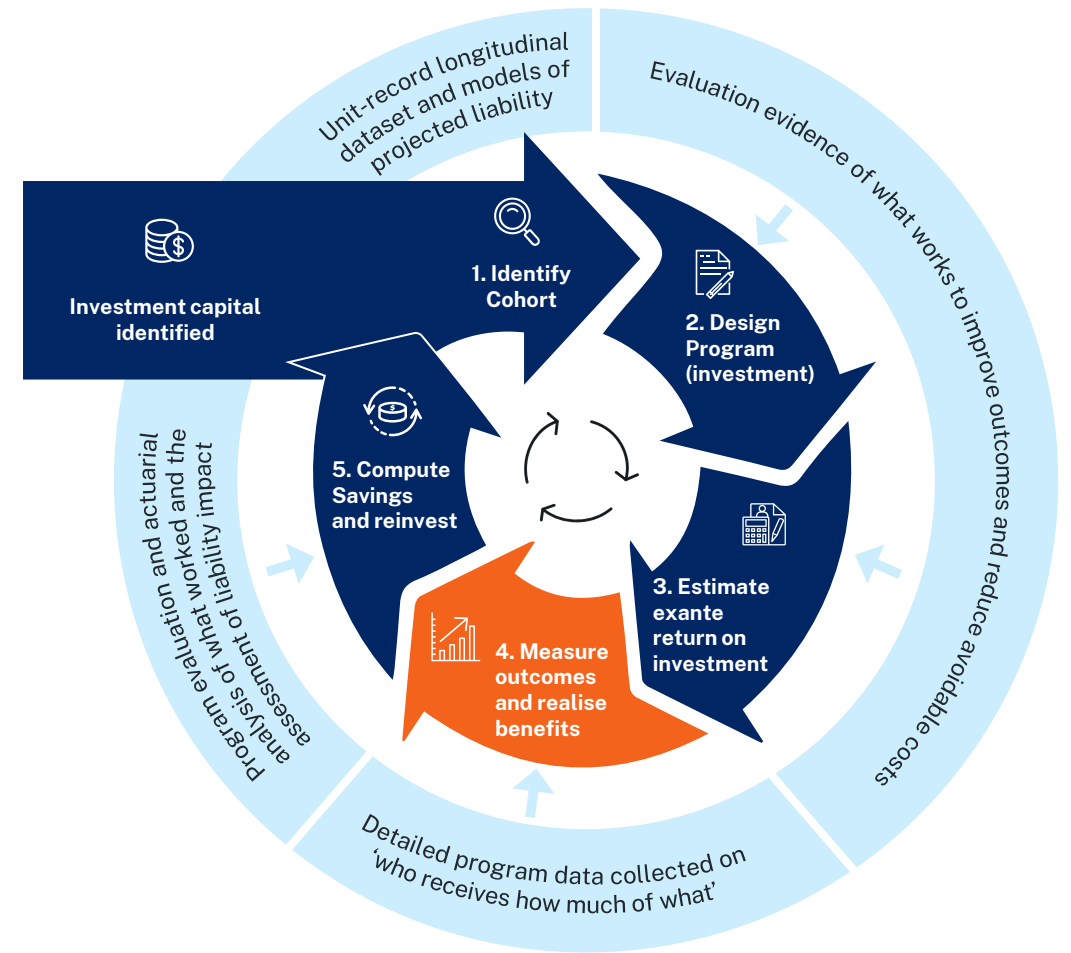 Unit-record longitudinal
dataset and models of
projected liability
Evaluation evidence of what works to improve outcomes and reduce avoidable costs
Investment capital
identified
$
1. Identify
Cohort
2. Design
Program
(investment)
3. Estimate
exante
return on
investment
4. Measure
outcomes
and realise
benefits
5. Compute
Savings
and reinvest
$
Detailed program data collected on
‘who receives how much of what’
Program evaluation and actuarial
analysis of what worked and the
assessment of liability impact